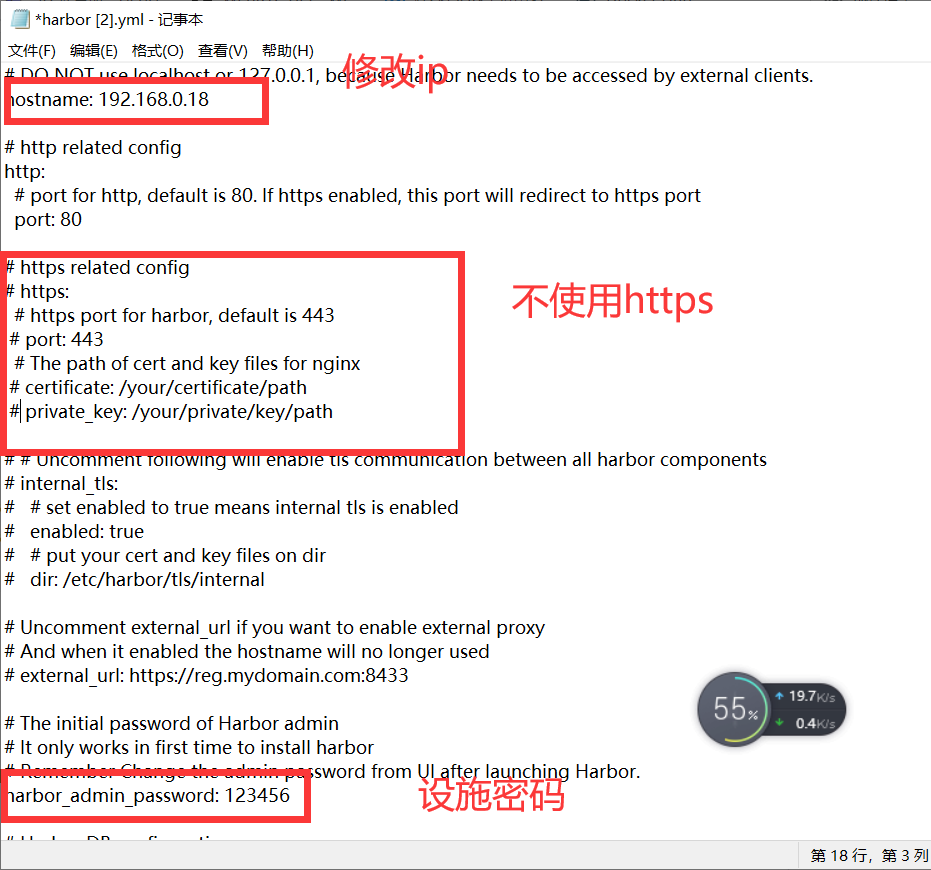 *harbor [2].yml - 记事本
文件(F) 编辑(E) 格式(O) 查看(V) 帮助(H)
# DO NOT use localhost or 127.0.0.1, because Harbor needs to be accessed by external clients.
修改ip
hostname: 192.168.0.18
# http related config
http:
# port for http, default is 80. If https enabled, this port will redirect to https port
port: 80
# https related config
# https:
# https port for harbor, default is 443
# port: 443
# The path of cert and key files for nginx
# certificate: /your/certificate/path
# private_key: /your/private/key/path
不使用https
# # Uncomment following will enable tls communication between all harbor components
# internal_tls:
# # set enabled to true means internal tls is enabled
# enabled: true
# # put your cert and key files on dir
# dir: /etc/harbor/tls/internal
# Uncomment external_url if you want to enable external proxy
# And when it enabled the hostname will no longer used
# external_url: https://reg.mydomain.com:8433
55%
19.7K/s
0.4K/s
# The initial password of Harbor admin
# It only works in first time to install harbor
# Remember Change the admin password from UI after launching Harbor.
harbor_admin_password: 123456
设施密码
第 18 行，第 3 列